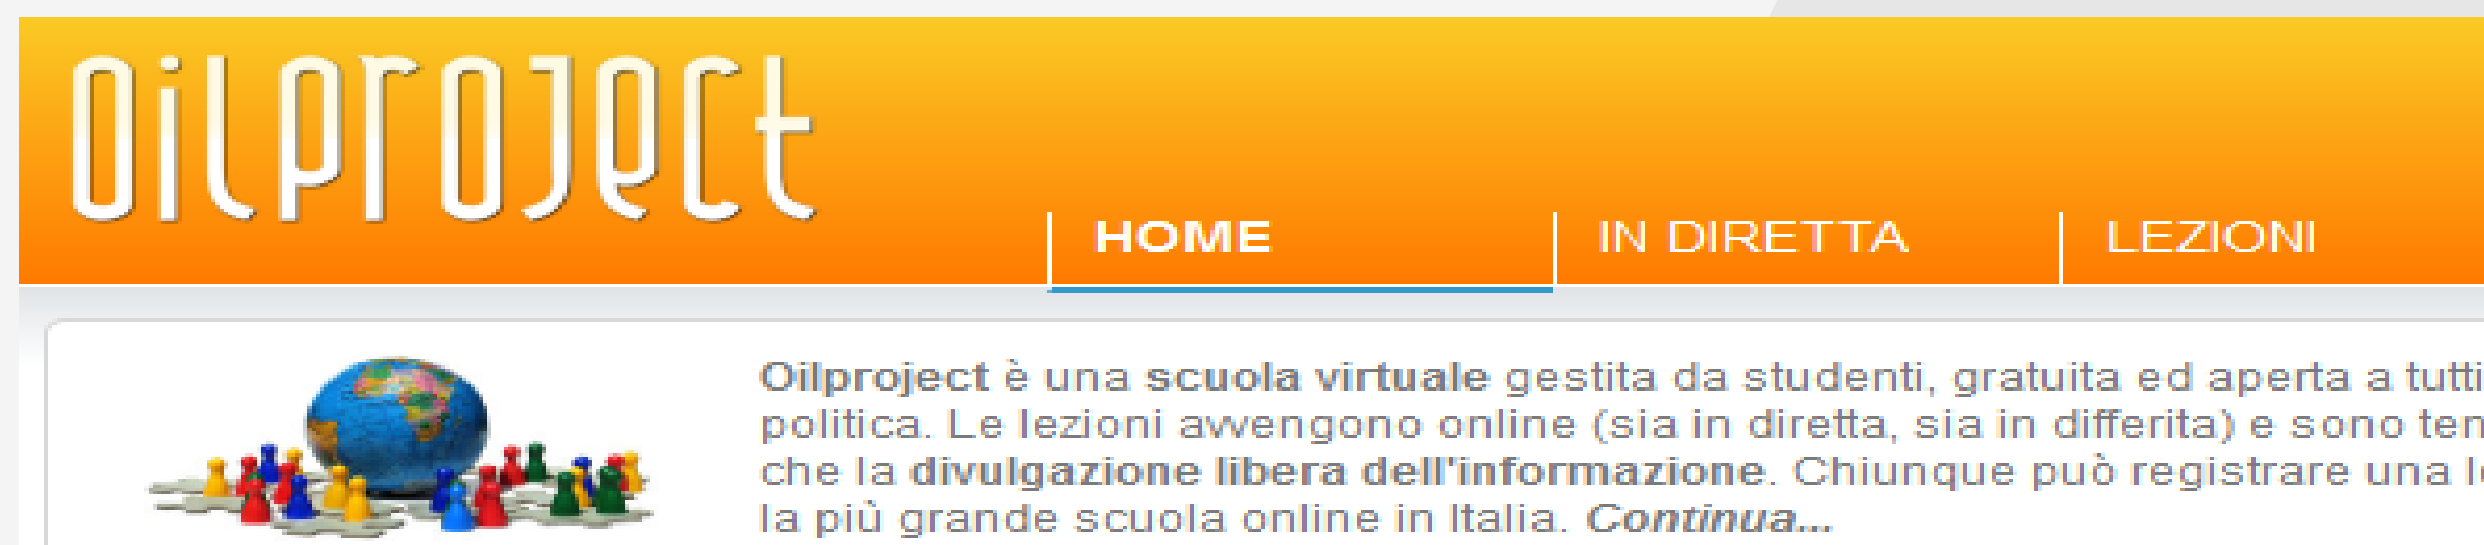 OilPROJECt
HOME
IN DIRETTA
LEZIONI
Oilproject è una scuola virtuale gestita da studenti, gratuita ed aperta a tutti
politica. Le lezioni avvengono online (sia in diretta, sia in differita) e sono
che la divulgazione libera dell'informazione. Chiunque può registrare una
la più grande scuola online in Italia. Continua...